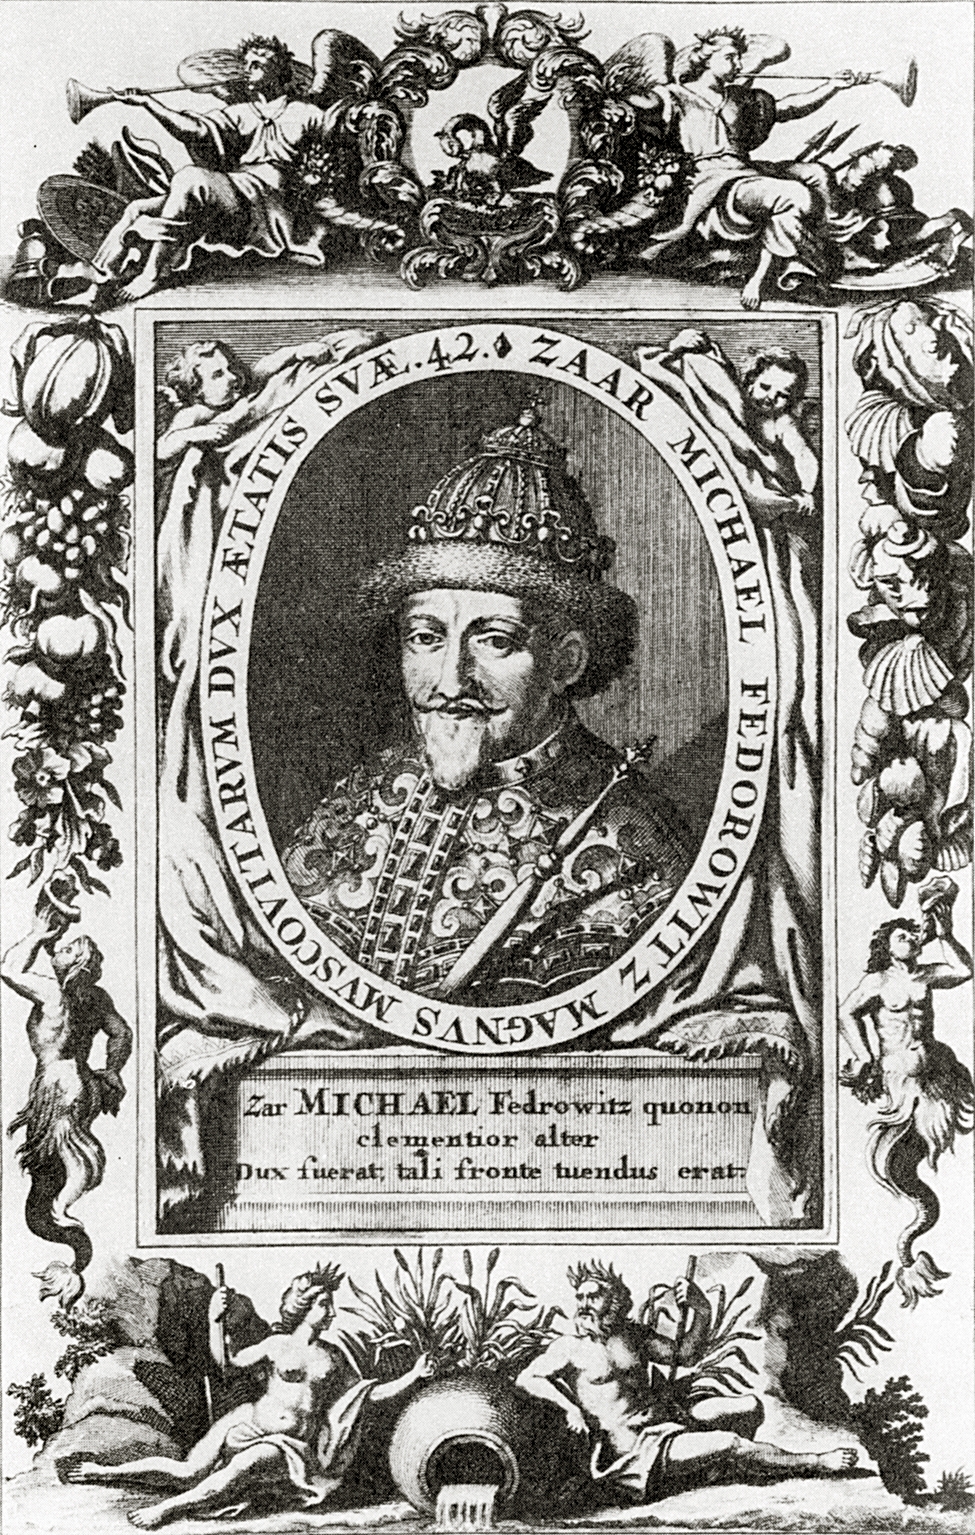 ZAAR MICHAEL FEDOROWITZ MAGNVS MVSCOVITARVM DVX ÆTATIS SVÆ.42.
Zar MICHAEL Fedrowitz quonon
clementior alter
Dux fuerat, tali fronte tuendus erat: